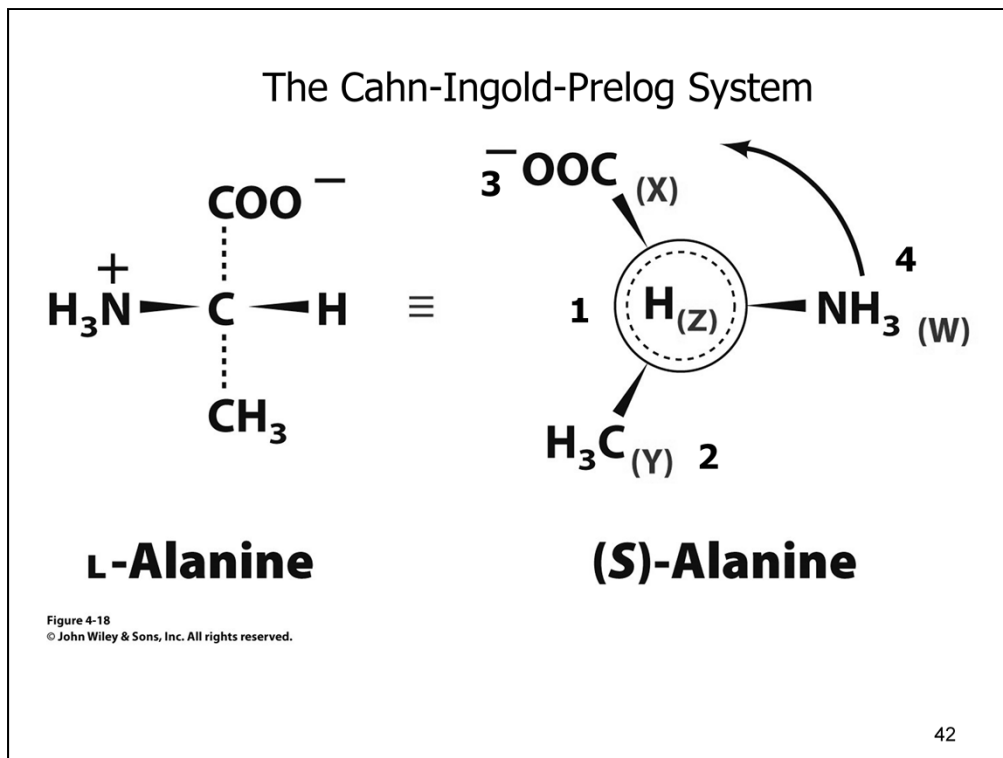 The Cahn-Ingold-Prelog System
COO −
+
H₃N C H
CH₃
≡
− 3 OOC (X)
4
1 H (Z) NH₃ (W)
H₃C (Y) 2
L-Alanine (S)-Alanine
Figure 4-18
© John Wiley & Sons, Inc. All rights reserved.
42